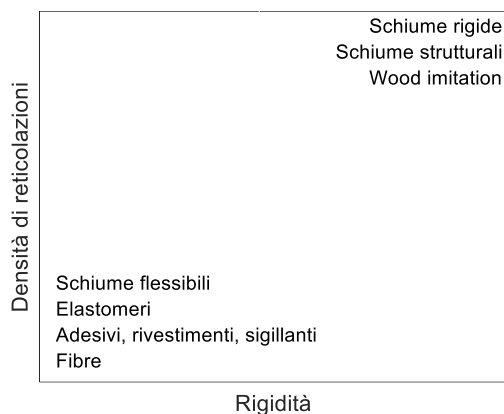 Schiume rigide
Schiume strutturali
Wood imitation
Densità di reticolazioni
Schiume flessibili
Elastomeri
Adesivi, rivestimenti, sigillanti
Fibre
Rigidità